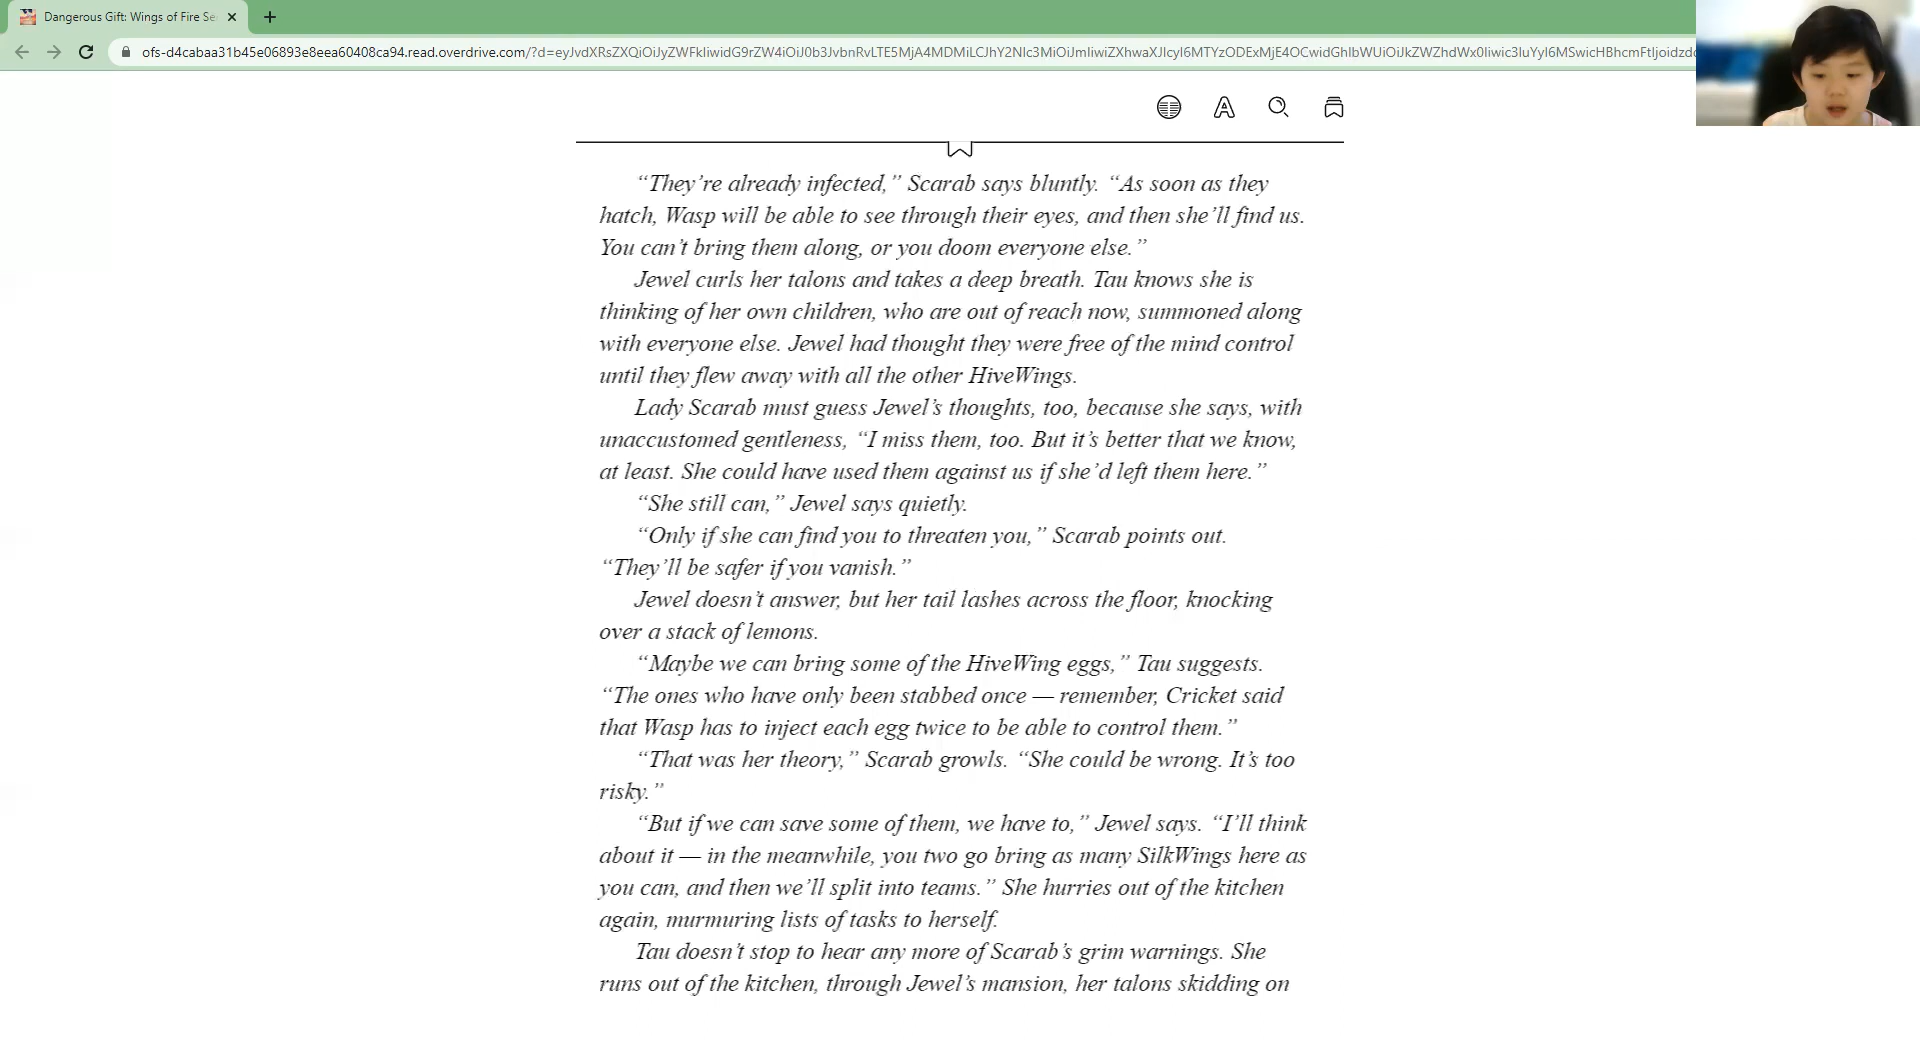 Dangerous Gift: Wings of Fire Se
ofs-d4cabaa31b45e06893e8eea60408ca94.read.overdrive.com/?d=
“They’re already infected,” Scarab says bluntly. “As soon as they
hatch, Wasp will be able to see through their eyes, and then she’ll find us.
You can’t bring them along, or you doom everyone else.”
Jewel curls her talons and takes a deep breath. Tau knows she is
thinking of her own children, who are out of reach now, summoned along
with everyone else. Jewel had thought they were free of the mind control
until they flew away with all the other HiveWings.
Lady Scarab must guess Jewel’s thoughts, too, because she says, with
unaccustomed gentleness, “I miss them, too. But it’s better that we know,
at least. She could have used them against us if she’d left them here.”
“She still can,” Jewel says quietly.
“Only if she can find you to threaten you,” Scarab points out.
“They’ll be safer if you vanish.”
Jewel doesn’t answer, but her tail lashes across the floor, knocking
over a stack of lemons.
“Maybe we can bring some of the HiveWing eggs,” Tau suggests.
“The ones who have only been stabbed once — remember, Cricket said
that Wasp has to inject each egg twice to be able to control them.”
“That was her theory,” Scarab growls. “She could be wrong. It’s too
risky.”
“But if we can save some of them, we have to,” Jewel says. “I’ll think
about it — in the meanwhile, you two go bring as many SilkWings here as
you can, and then we’ll split into teams.” She hurries out of the kitchen
again, murmuring lists of tasks to herself.
Tau doesn’t stop to hear any more of Scarab’s grim warnings. She
runs out of the kitchen, through Jewel’s mansion, her talons skidding on